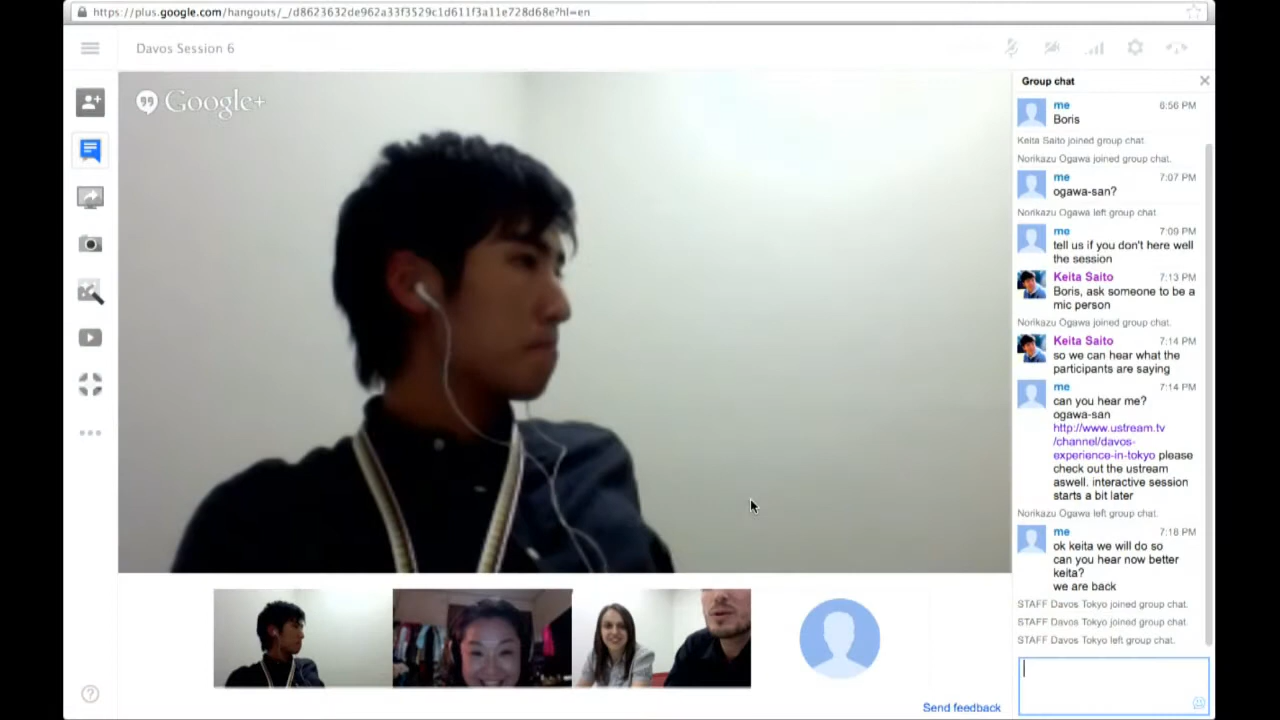 https://plus.google.com/hangouts/_/d8623632de962a33f3529c1d611f3a11e728d68e?hl=en
Davos Session 6
Google+
Group chat
me 6:56 PM
Boris
Keita Saito joined group chat.
Norikazu Ogawa joined group chat.
me 7:07 PM
ogawa-san?
Norikazu Ogawa left group chat.
me 7:09 PM
tell us if you don't here well
the session
Keita Saito 7:13 PM
Boris, ask someone to be a
mic person
Norikazu Ogawa joined group chat.
Keita Saito 7:14 PM
so we can hear what the
participants are saying
me 7:14 PM
can you hear me?
ogawa-san
http://www.ustream.tv
/channel/davos-
experience-in-tokyo please
check out the ustream
aswell. interactive session
starts a bit later
Norikazu Ogawa left group chat.
me 7:18 PM
ok keita we will do so
can you hear now better
keita?
we are back
STAFF Davos Tokyo joined group chat.
STAFF Davos Tokyo joined group chat.
STAFF Davos Tokyo left group chat.
Send feedback